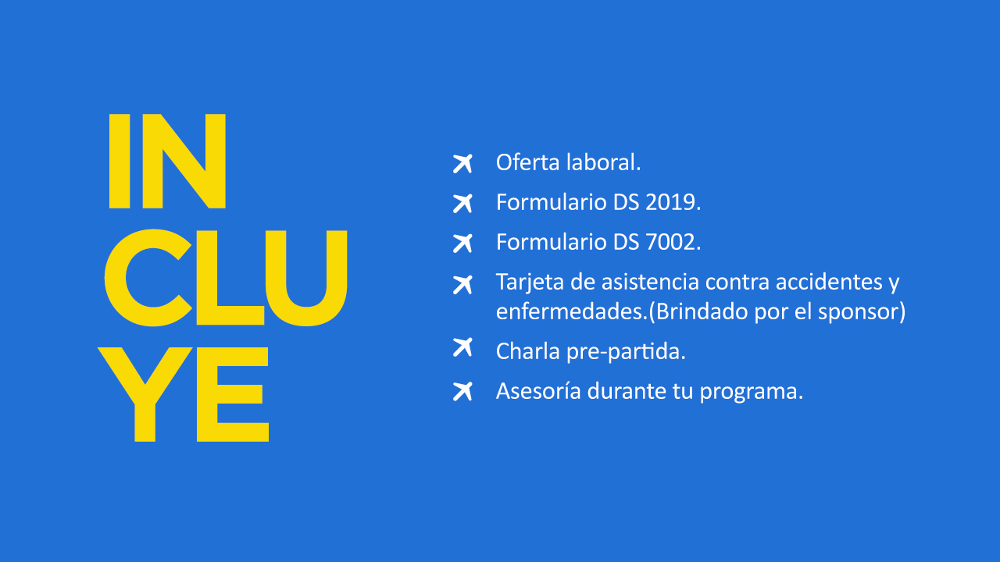 IN
CLU
YE
Oferta laboral.
Formulario DS 2019.
Formulario DS 7002.
Tarjeta de asistencia contra accidentes y
enfermedades.(Brindado por el sponsor)
Charla pre-partida.
Asesoría durante tu programa.